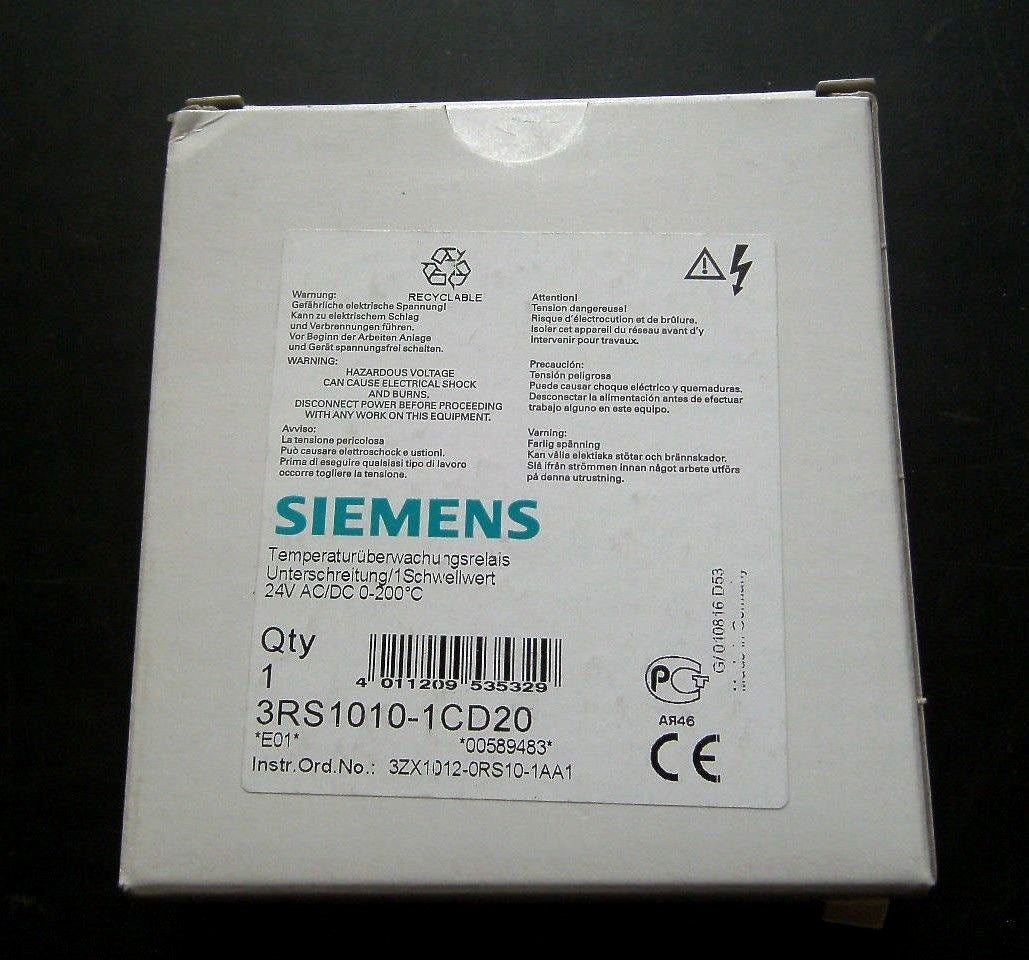 RECYCLABLE
Warnung:
Gefährliche elektrische Spannung!
Kann zu elektrischem Schlag
und Verbrennungen führen.
Vor Beginn der Arbeiten Anlage
und Gerät spannungsfrei schalten.
WARNING:
HAZARDOUS VOLTAGE
CAN CAUSE ELECTRICAL SHOCK
AND BURNS.
DISCONNECT POWER BEFORE PROCEEDING
WITH ANY WORK ON THIS EQUIPMENT.
Avviso:
La tensione pericolosa
Può causare elettroschock e ustioni.
Prima di eseguire qualsiasi tipo di lavoro
occorre togliere la tensione.
Attention!
Tension dangereuse!
Risque d'électrocution et de brûlure.
Isoler cet appareil du réseau avant d'y
Intervenir pour travaux.
Precaución:
Tensión peligrosa
Puede causar choque eléctrico y quemaduras.
Desconectar la alimentación antes de efectuar
trabajo alguno en este equipo.
Varning:
Farlig spänning
Kan vålla elektiska stötar och brännskador.
Slå ifrån strömmen innan något arbete utförs
på denna utrustning.
SIEMENS
Temperaturüberwachungsrelais
Unterschreitung/1Schwellwert
24V AC/DC 0-200°C
Qty
1
4 011209 535329
3RS1010-1CD20
*E01* *00589483*
Instr.Ord.No.: 3ZX1012-0RS10-1AA1
G/010816 D53
Made in Germany
РСТ
АЯ46
CE